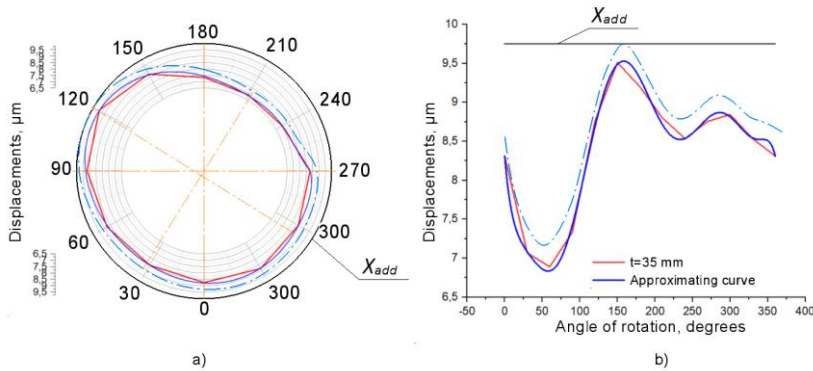 180
150
210
120
240
90
270
60
300
30
300
0
X_add
Displacements, µm
9,5
8,5
7,5
6,5
6,5
7,5
8,5
9,5
a)
X_add
10
9,5
9
8,5
8
7,5
7
6,5
Displacements, µm
t=35 mm
Approximating curve
-50 0 50 100 150 200 250 300 350 400
Angle of rotation, degrees
b)